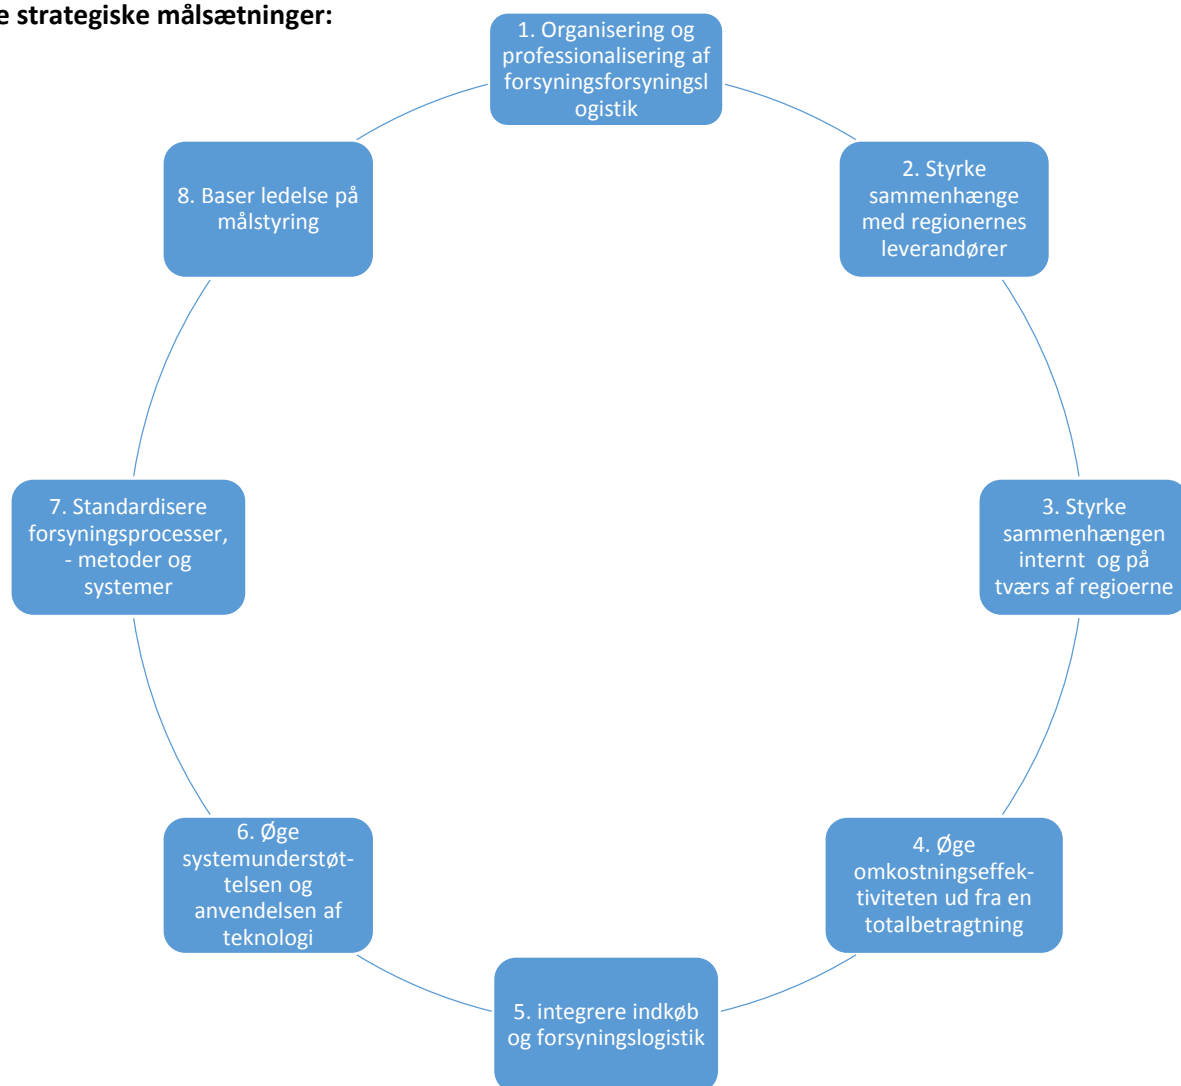 e strategiske målsætninger:
1. Organisering og
professionalisering af
forsyningsforsyningsl
ogistik
2. Styrke
sammenhænge
med regionernes
leverandører
3. Styrke
sammenhængen
internt  og på
tværs af regioerne
4. Øge
omkostningseffek-
tiviteten ud fra en
totalbetragtning
5. integrere indkøb
og forsyningslogistik
6. Øge
systemunderstøt-
telsen og
anvendelsen af
teknologi
7. Standardisere
forsyningsprocesser,
- metoder og
systemer
8. Baser ledelse på
målstyring